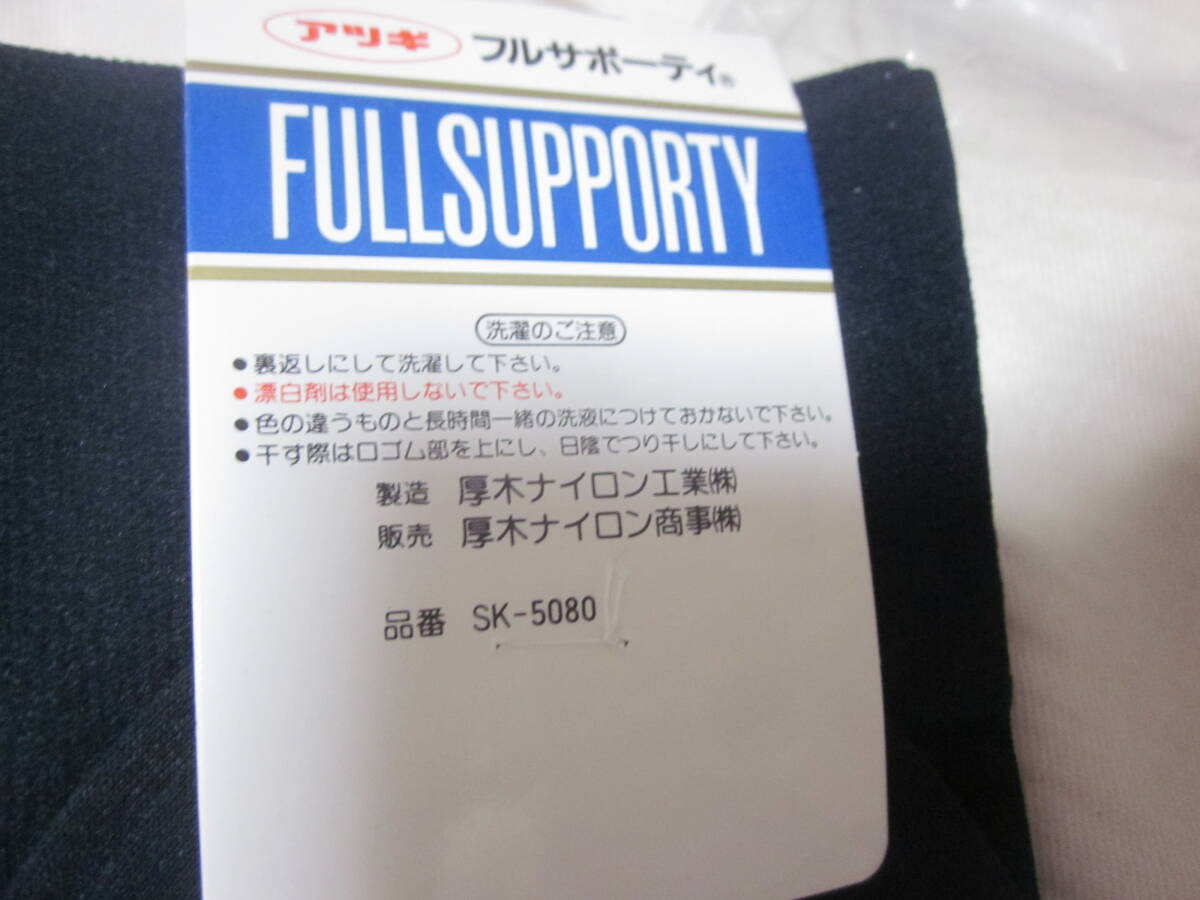 アツギ フルサポーティ®
FULLSUPPORTY
洗濯のご注意
●裏返しにして洗濯して下さい。
●漂白剤は使用しないで下さい。
●色の違うものと長時間一緒の洗液につけておかないで下さい。
●干す際は口ゴム部を上にし、日陰でつり干しにして下さい。
製造 厚木ナイロン工業㈱
販売 厚木ナイロン商事㈱
品番 SK-5080